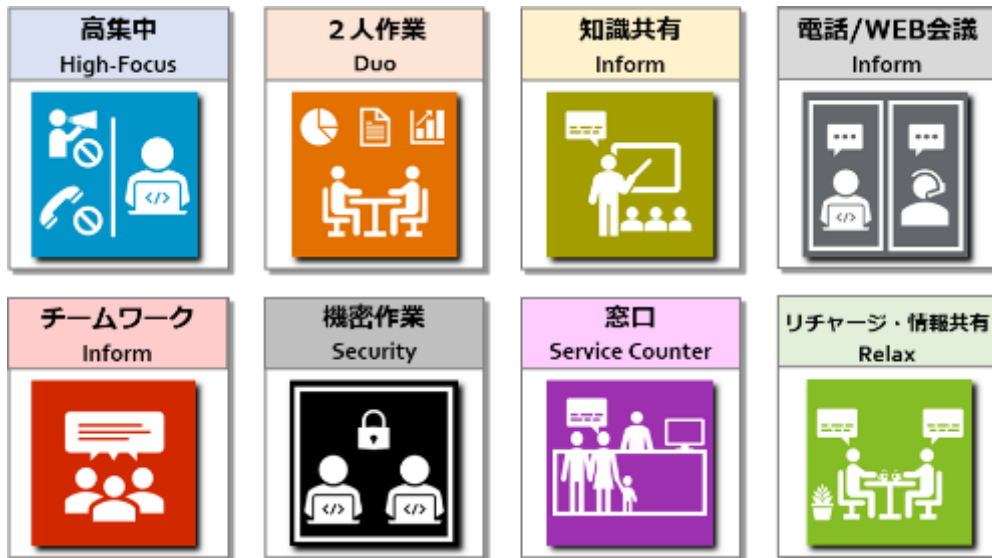 高集中
High-Focus
２人作業
Duo
知識共有
Inform
電話/WEB会議
Inform
</>
</>
チームワーク
Inform
機密作業
Security
窓口
Service Counter
リチャージ・情報共有
Relax
</>
</>